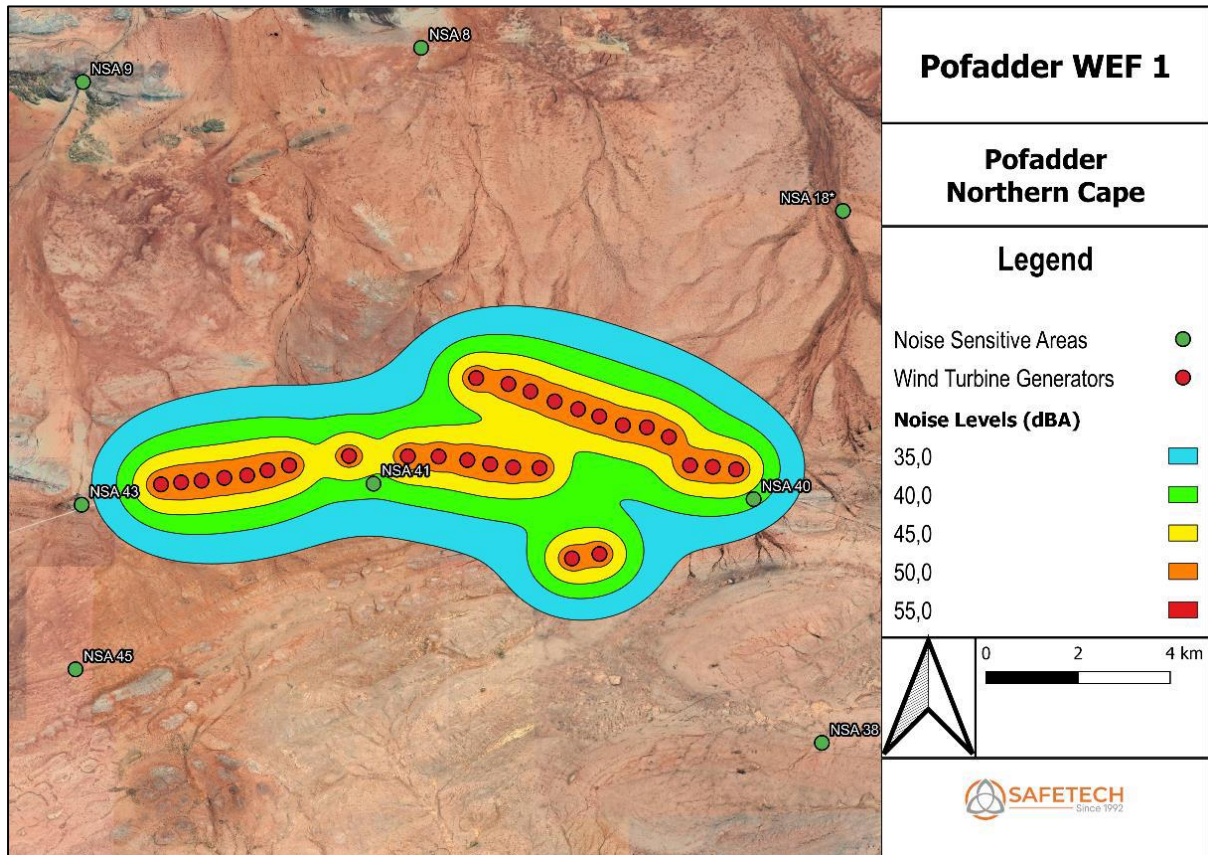 NSA 8
NSA 9
NSA 18*
NSA 41
NSA 43
NSA 40
NSA 45
NSA 38
Pofadder WEF 1
Pofadder
Northern Cape
Legend
Noise Sensitive Areas
Wind Turbine Generators
Noise Levels (dBA)
35,0
40,0
45,0
50,0
55,0
0 2 4 km
SAFETECH
Since 1992